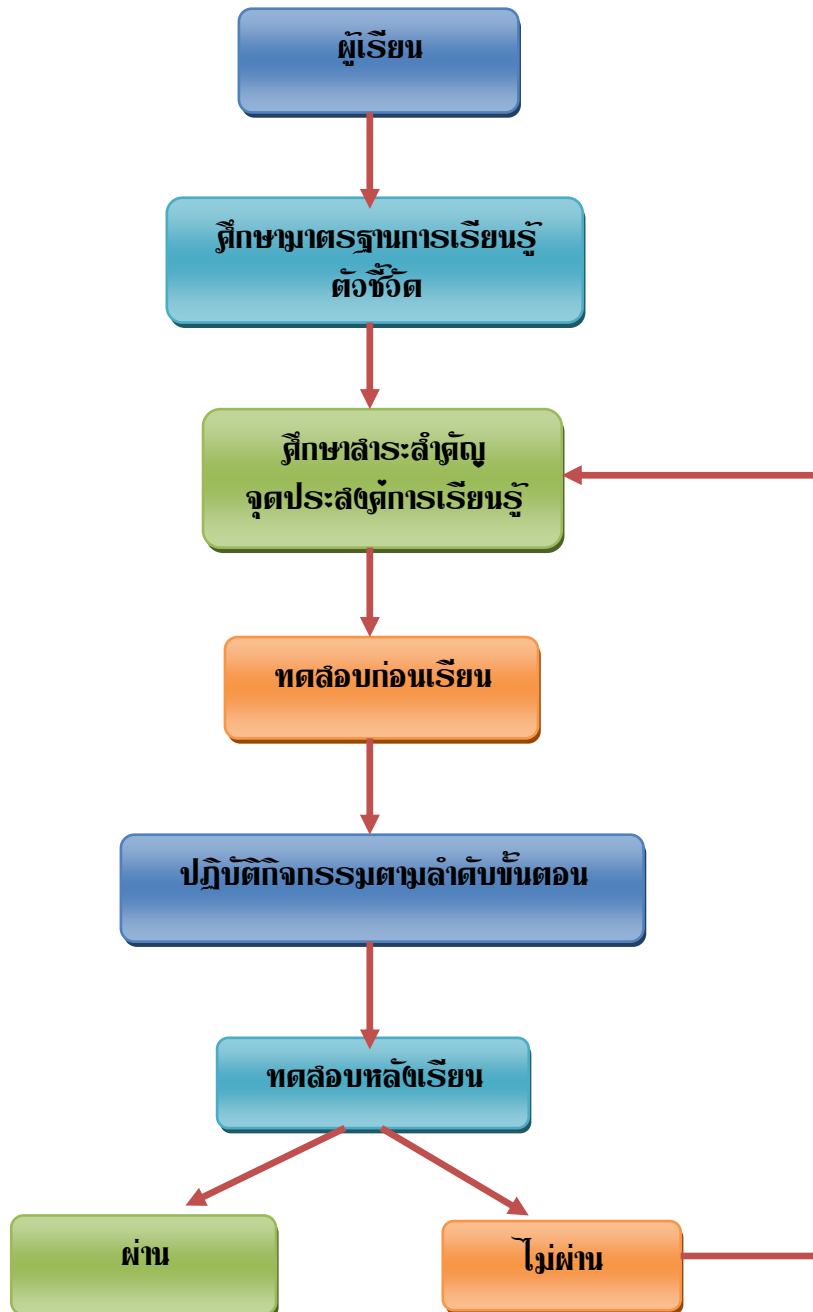 ผู้เรียน
ศึกษามาตรฐานการเรียนรู้
ตัวชี้วัด
ศึกษาสาระสำคัญ
จุดประสงค์การเรียนรู้
ทดสอบก่อนเรียน
ปฏิบัติกิจกรรมตามลำดับขั้นตอน
ทดสอบหลังเรียน
ผ่าน
ไม่ผ่าน